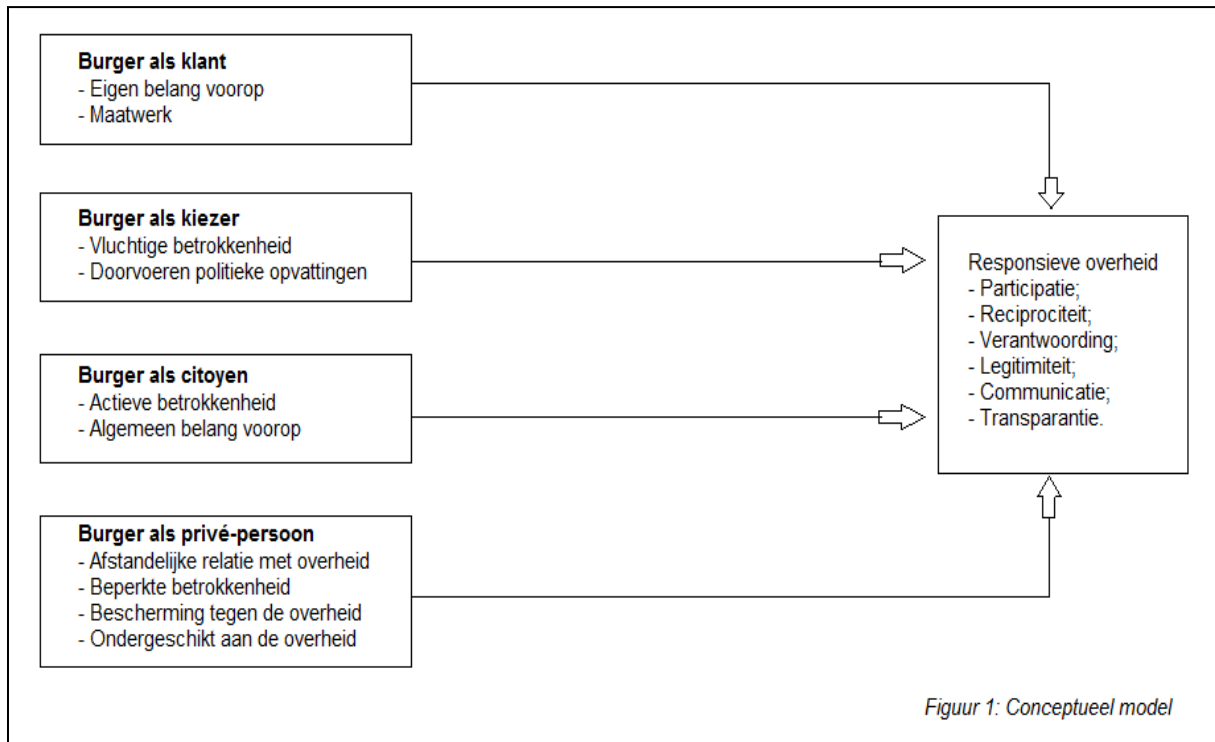 Burger als klant
- Eigen belang voorop
- Maatwerk
Burger als kiezer
- Vluchtige betrokkenheid
- Doorvoeren politieke opvattingen
Burger als citoyen
- Actieve betrokkenheid
- Algemeen belang voorop
Burger als privé-persoon
- Afstandelijke relatie met overheid
- Beperkte betrokkenheid
- Bescherming tegen de overheid
- Ondergeschikt aan de overheid
Responsieve overheid
- Participatie;
- Reciprociteit;
- Verantwoording;
- Legitimiteit;
- Communicatie;
- Transparantie.
Figuur 1: Conceptueel model